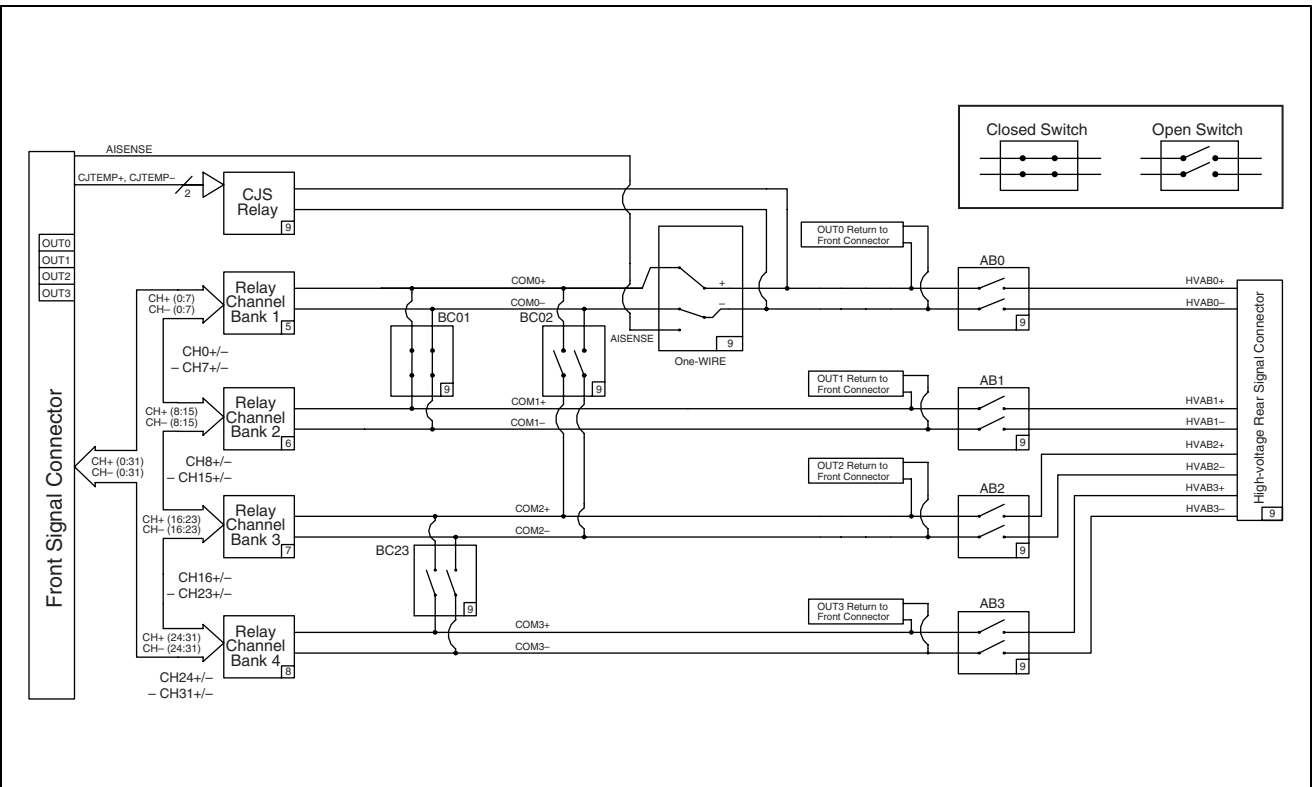 Closed Switch
Open Switch
AISENSE
CJTEMP+, CJTEMP–
2
CJS
Relay
9
OUT0
OUT1
OUT2
OUT3
Front Signal Connector
CH+ (0:31)
CH– (0:31)
CH+ (0:7)
CH– (0:7)
Relay
Channel
Bank 1
5
CH0+/–
– CH7+/–
CH+ (8:15)
CH– (8:15)
Relay
Channel
Bank 2
6
CH8+/–
– CH15+/–
CH+ (16:23)
CH– (16:23)
Relay
Channel
Bank 3
7
CH16+/–
– CH23+/–
CH+ (24:31)
CH– (24:31)
Relay
Channel
Bank 4
8
CH24+/–
– CH31+/–
COM0+
COM0–
BC01
9
BC02
9
AISENSE
+
–
9
One-WIRE
COM1+
COM1–
COM2+
COM2–
BC23
9
COM3+
COM3–
OUT0 Return to
Front Connector
AB0
9
OUT1 Return to
Front Connector
AB1
9
OUT2 Return to
Front Connector
AB2
9
OUT3 Return to
Front Connector
AB3
9
HVAB0+
HVAB0–
HVAB1+
HVAB1–
HVAB2+
HVAB2–
HVAB3+
HVAB3–
High-voltage Rear Signal Connector
9